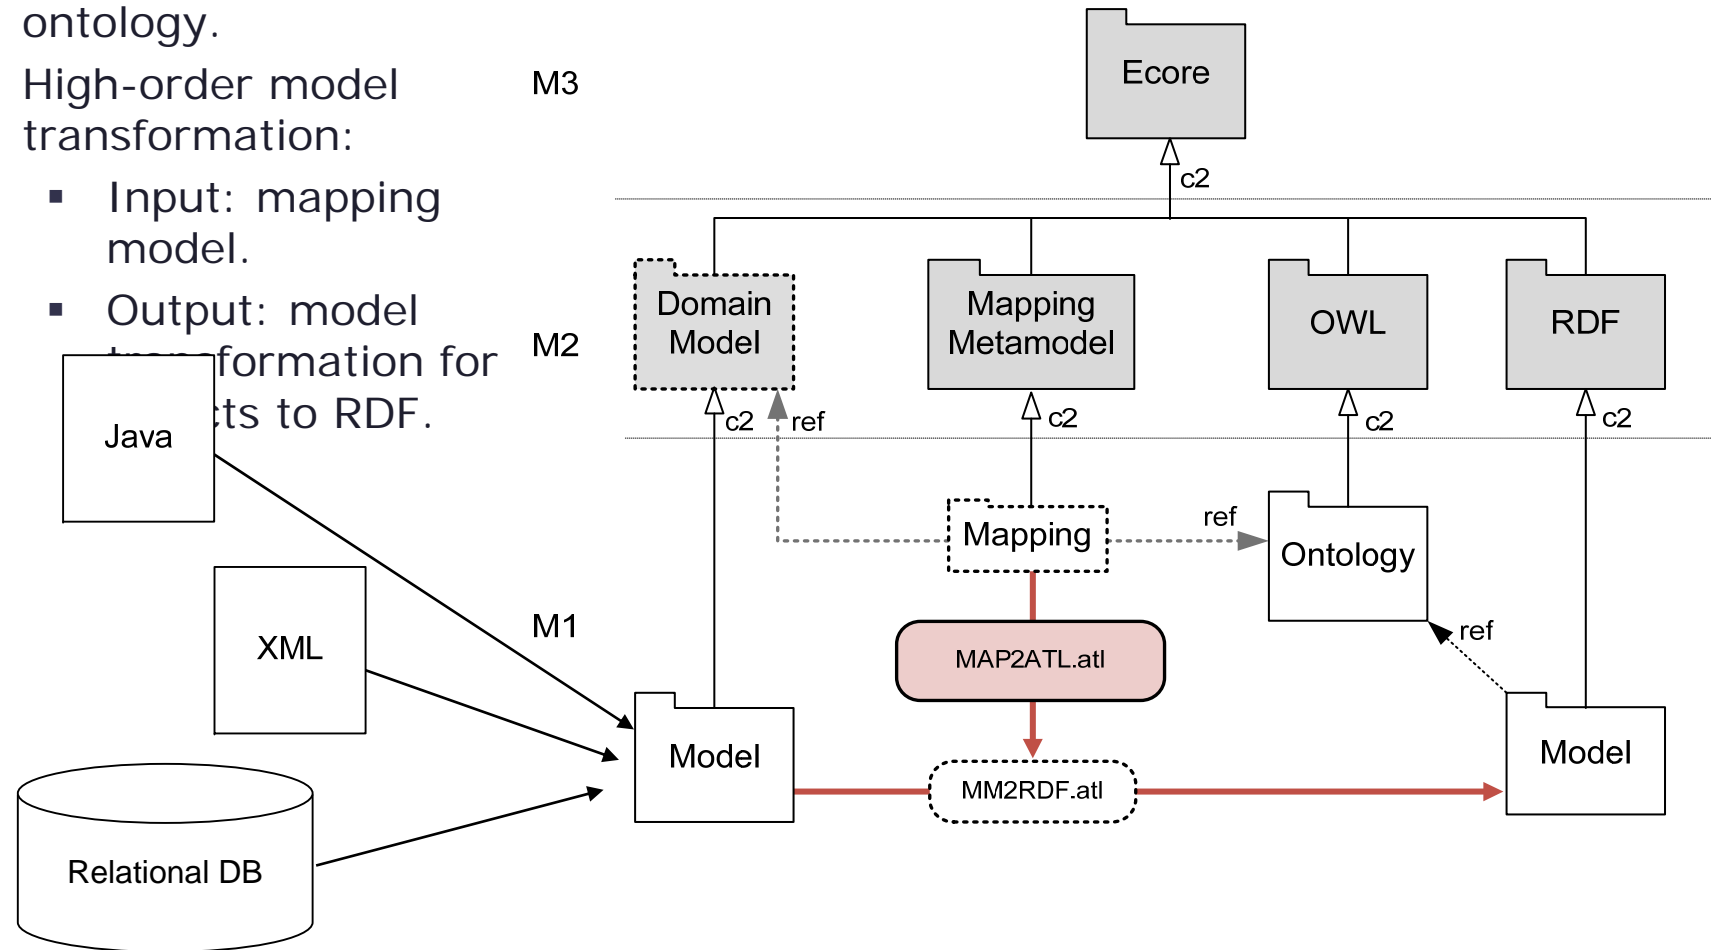 ontology.
High-order model
transformation:
▪ Input: mapping
model.
▪ Output: model
formation for
cts to RDF.
M3
Ecore
c2
M2
Domain
Model
Mapping
Metamodel
OWL
RDF
c2
ref
c2
c2
c2
Java
XML
Relational DB
M1
Mapping
ref
Ontology
ref
MAP2ATL.atl
Model
MM2RDF.atl
Model